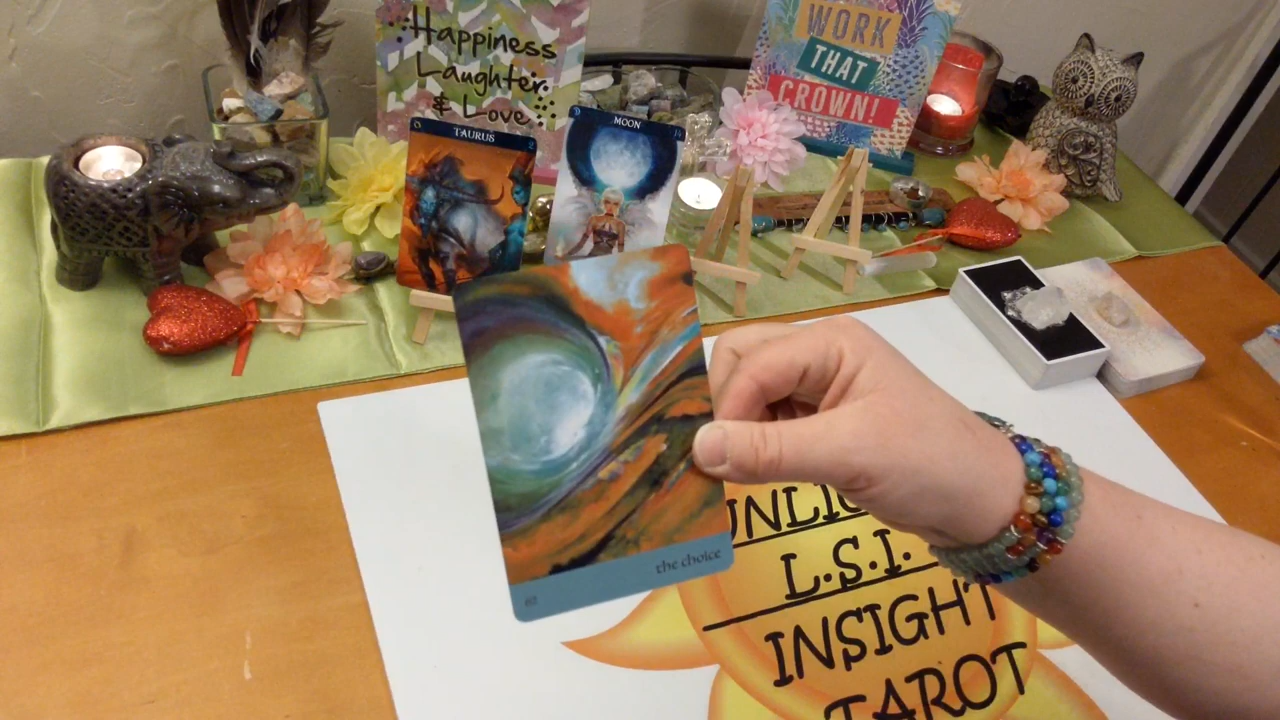 Happiness
Laughter
& Love
WORK
THAT
CROWN!
TAURUS
MOON
the choice
L.S.I.
INSIGHT
TAROT